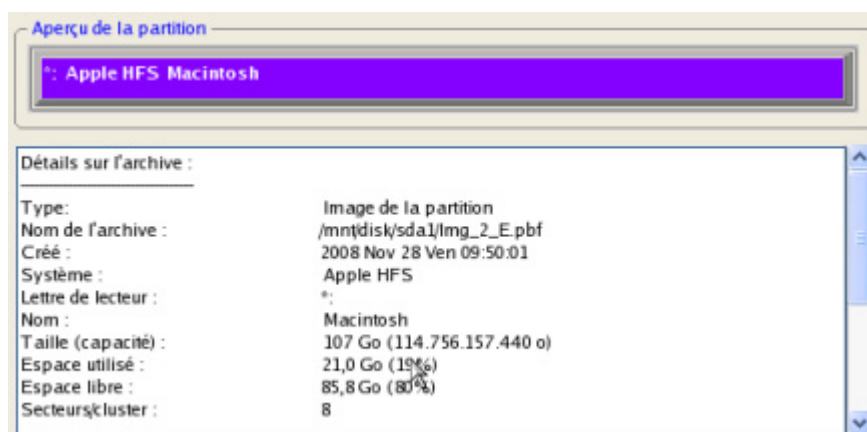 Aperçu de la partition
*: Apple HFS Macintosh
Détails sur l'archive :
Type: Image de la partition
Nom de l'archive : /mnt/disk/sda1/Img_2_E.pbf
Créé : 2008 Nov 28 Ven 09:50:01
Système : Apple HFS
Lettre de lecteur : *:
Nom : Macintosh
Taille (capacité) : 107 Go (114.756.157.440 o)
Espace utilisé : 21,0 Go (19%)
Espace libre : 85,8 Go (80%)
Secteurs/cluster : 8